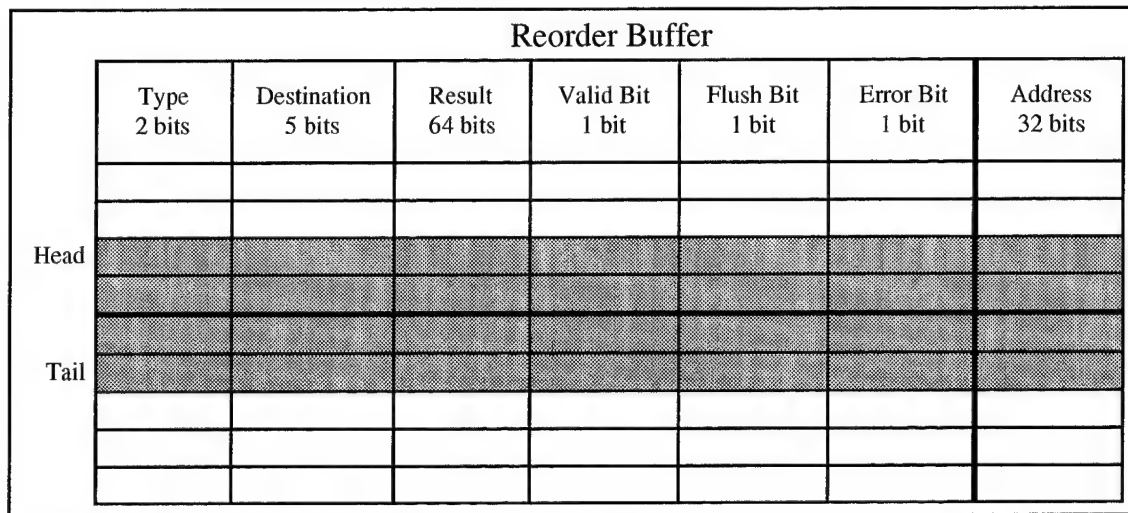 Reorder Buffer
Type Destination Result Valid Bit Flush Bit Error Bit Address
2 bits 5 bits 64 bits 1 bit 1 bit 1 bit 32 bits
Head
Tail